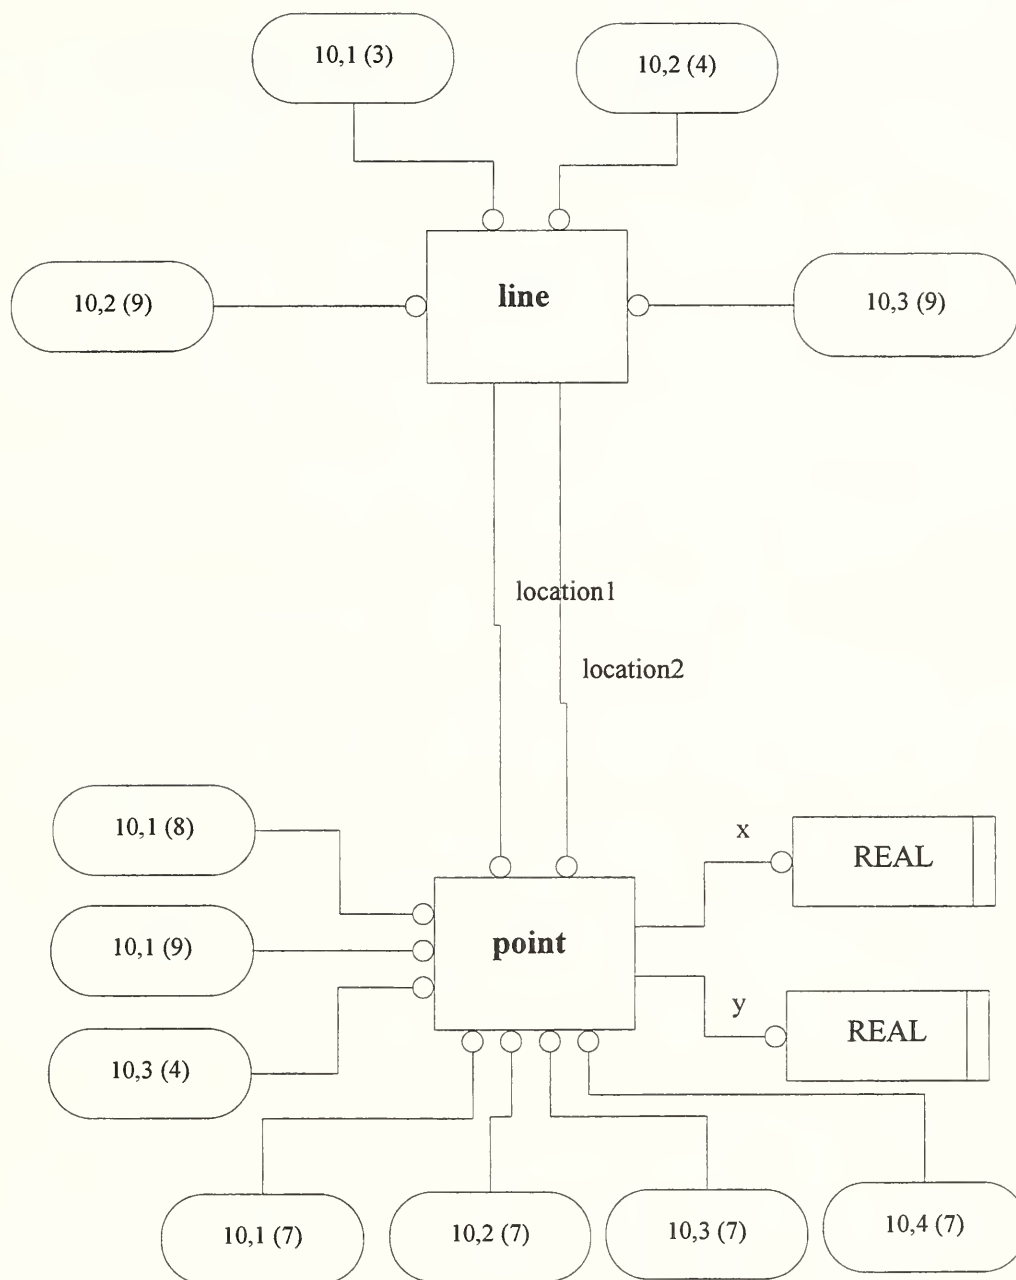 10,1 (3)
10,2 (4)
10,2 (9)
line
10,3 (9)
location1
location2
10,1 (8)
x
REAL
10,1 (9)
point
y
REAL
10,3 (4)
10,1 (7)
10,2 (7)
10,3 (7)
10,4 (7)